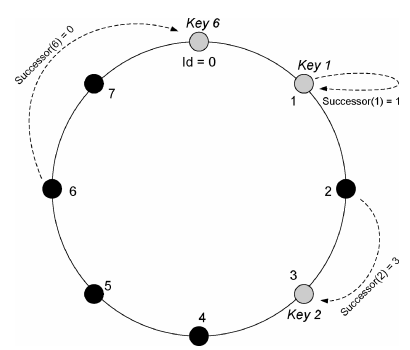 Key 6
Successor(6) = 0
Id = 0
Key 1
7
1
Successor(1) = 1
6
2
3
Successor(2) = 3
5
Key 2
4